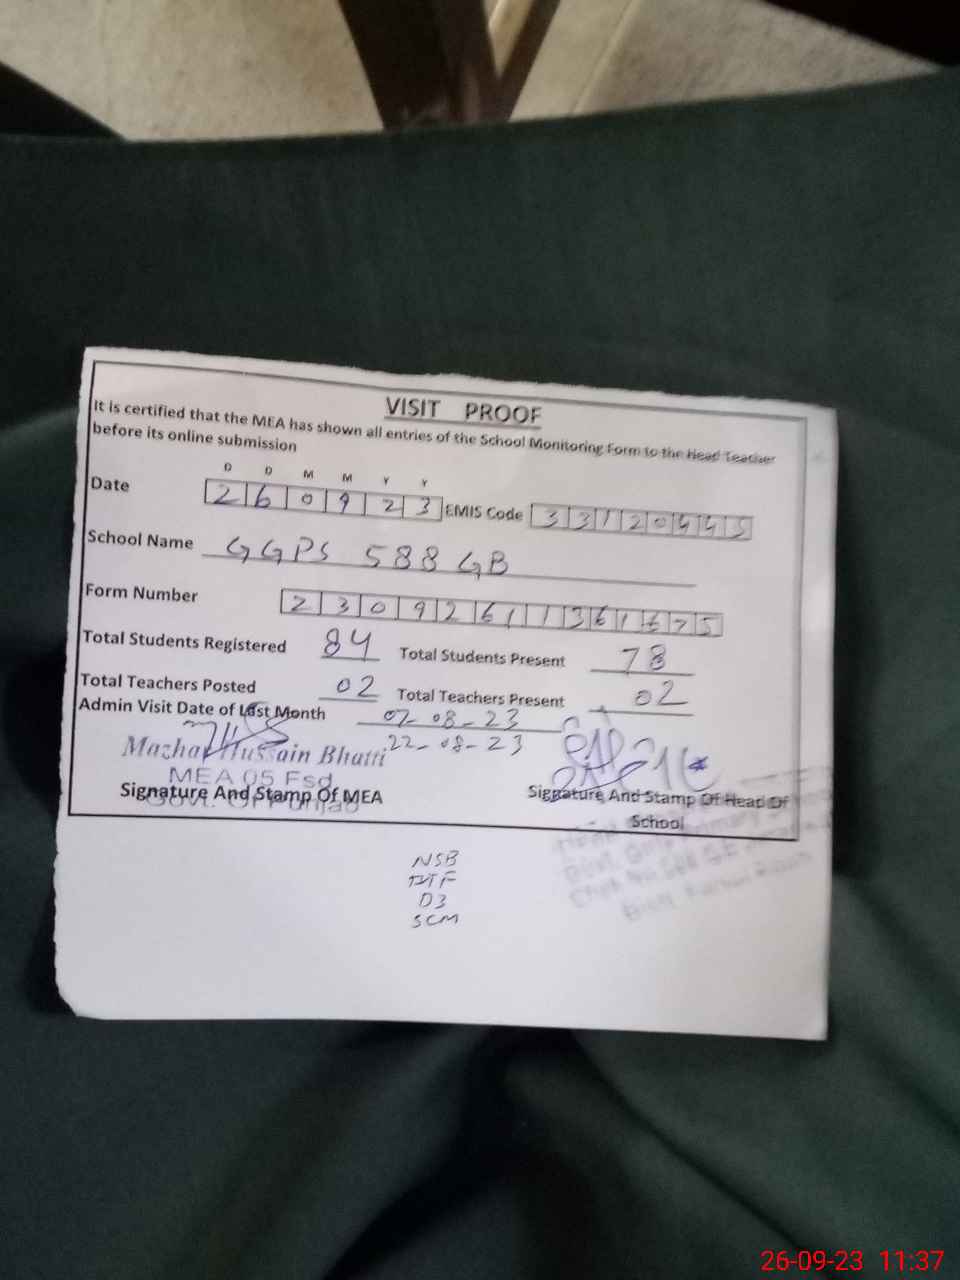 VISIT PROOF
It is certified that the MEA has shown all entries of the School Monitoring Form to the Head Teacher
before its online submission
D D M M Y Y
Date 2 6 0 9 2 3 EMIS Code 3 3 1 2 0 4 4 5
School Name GGPS 588 GB
Form Number 2 3 0 9 2 6 1 1 3 6 1 6 7 5
Total Students Registered 84 Total Students Present 78
Total Teachers Posted 02 Total Teachers Present 02
Admin Visit Date of Last Month 07-08-23
22-08-23
Mazhar Hussain Bhatti
MEA 05 Fsd
Govt. Of Punjab
Signature And Stamp Of MEA
Signature And Stamp Of Head Of
School
NSB
D3
SCM
26-09-23 11:37